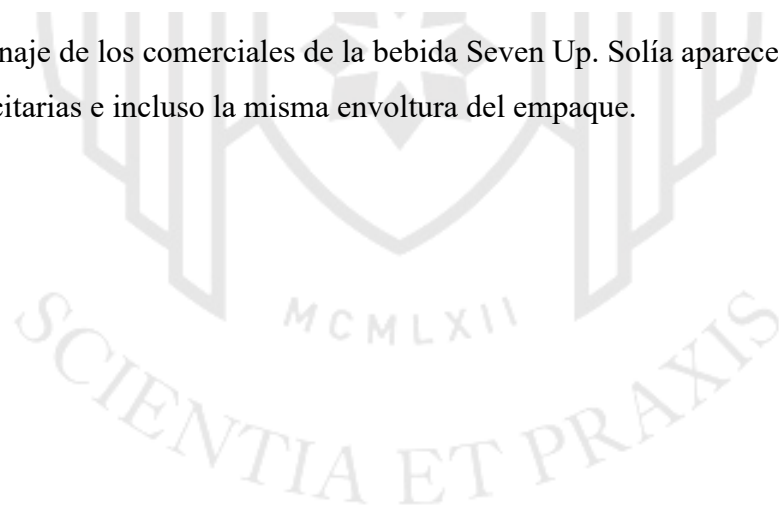 naje de los comerciales de la bebida Seven Up. Solía aparece
citarias e incluso la misma envoltura del empaque.
MCMLXII
SCIENTIA ET PRAXIS